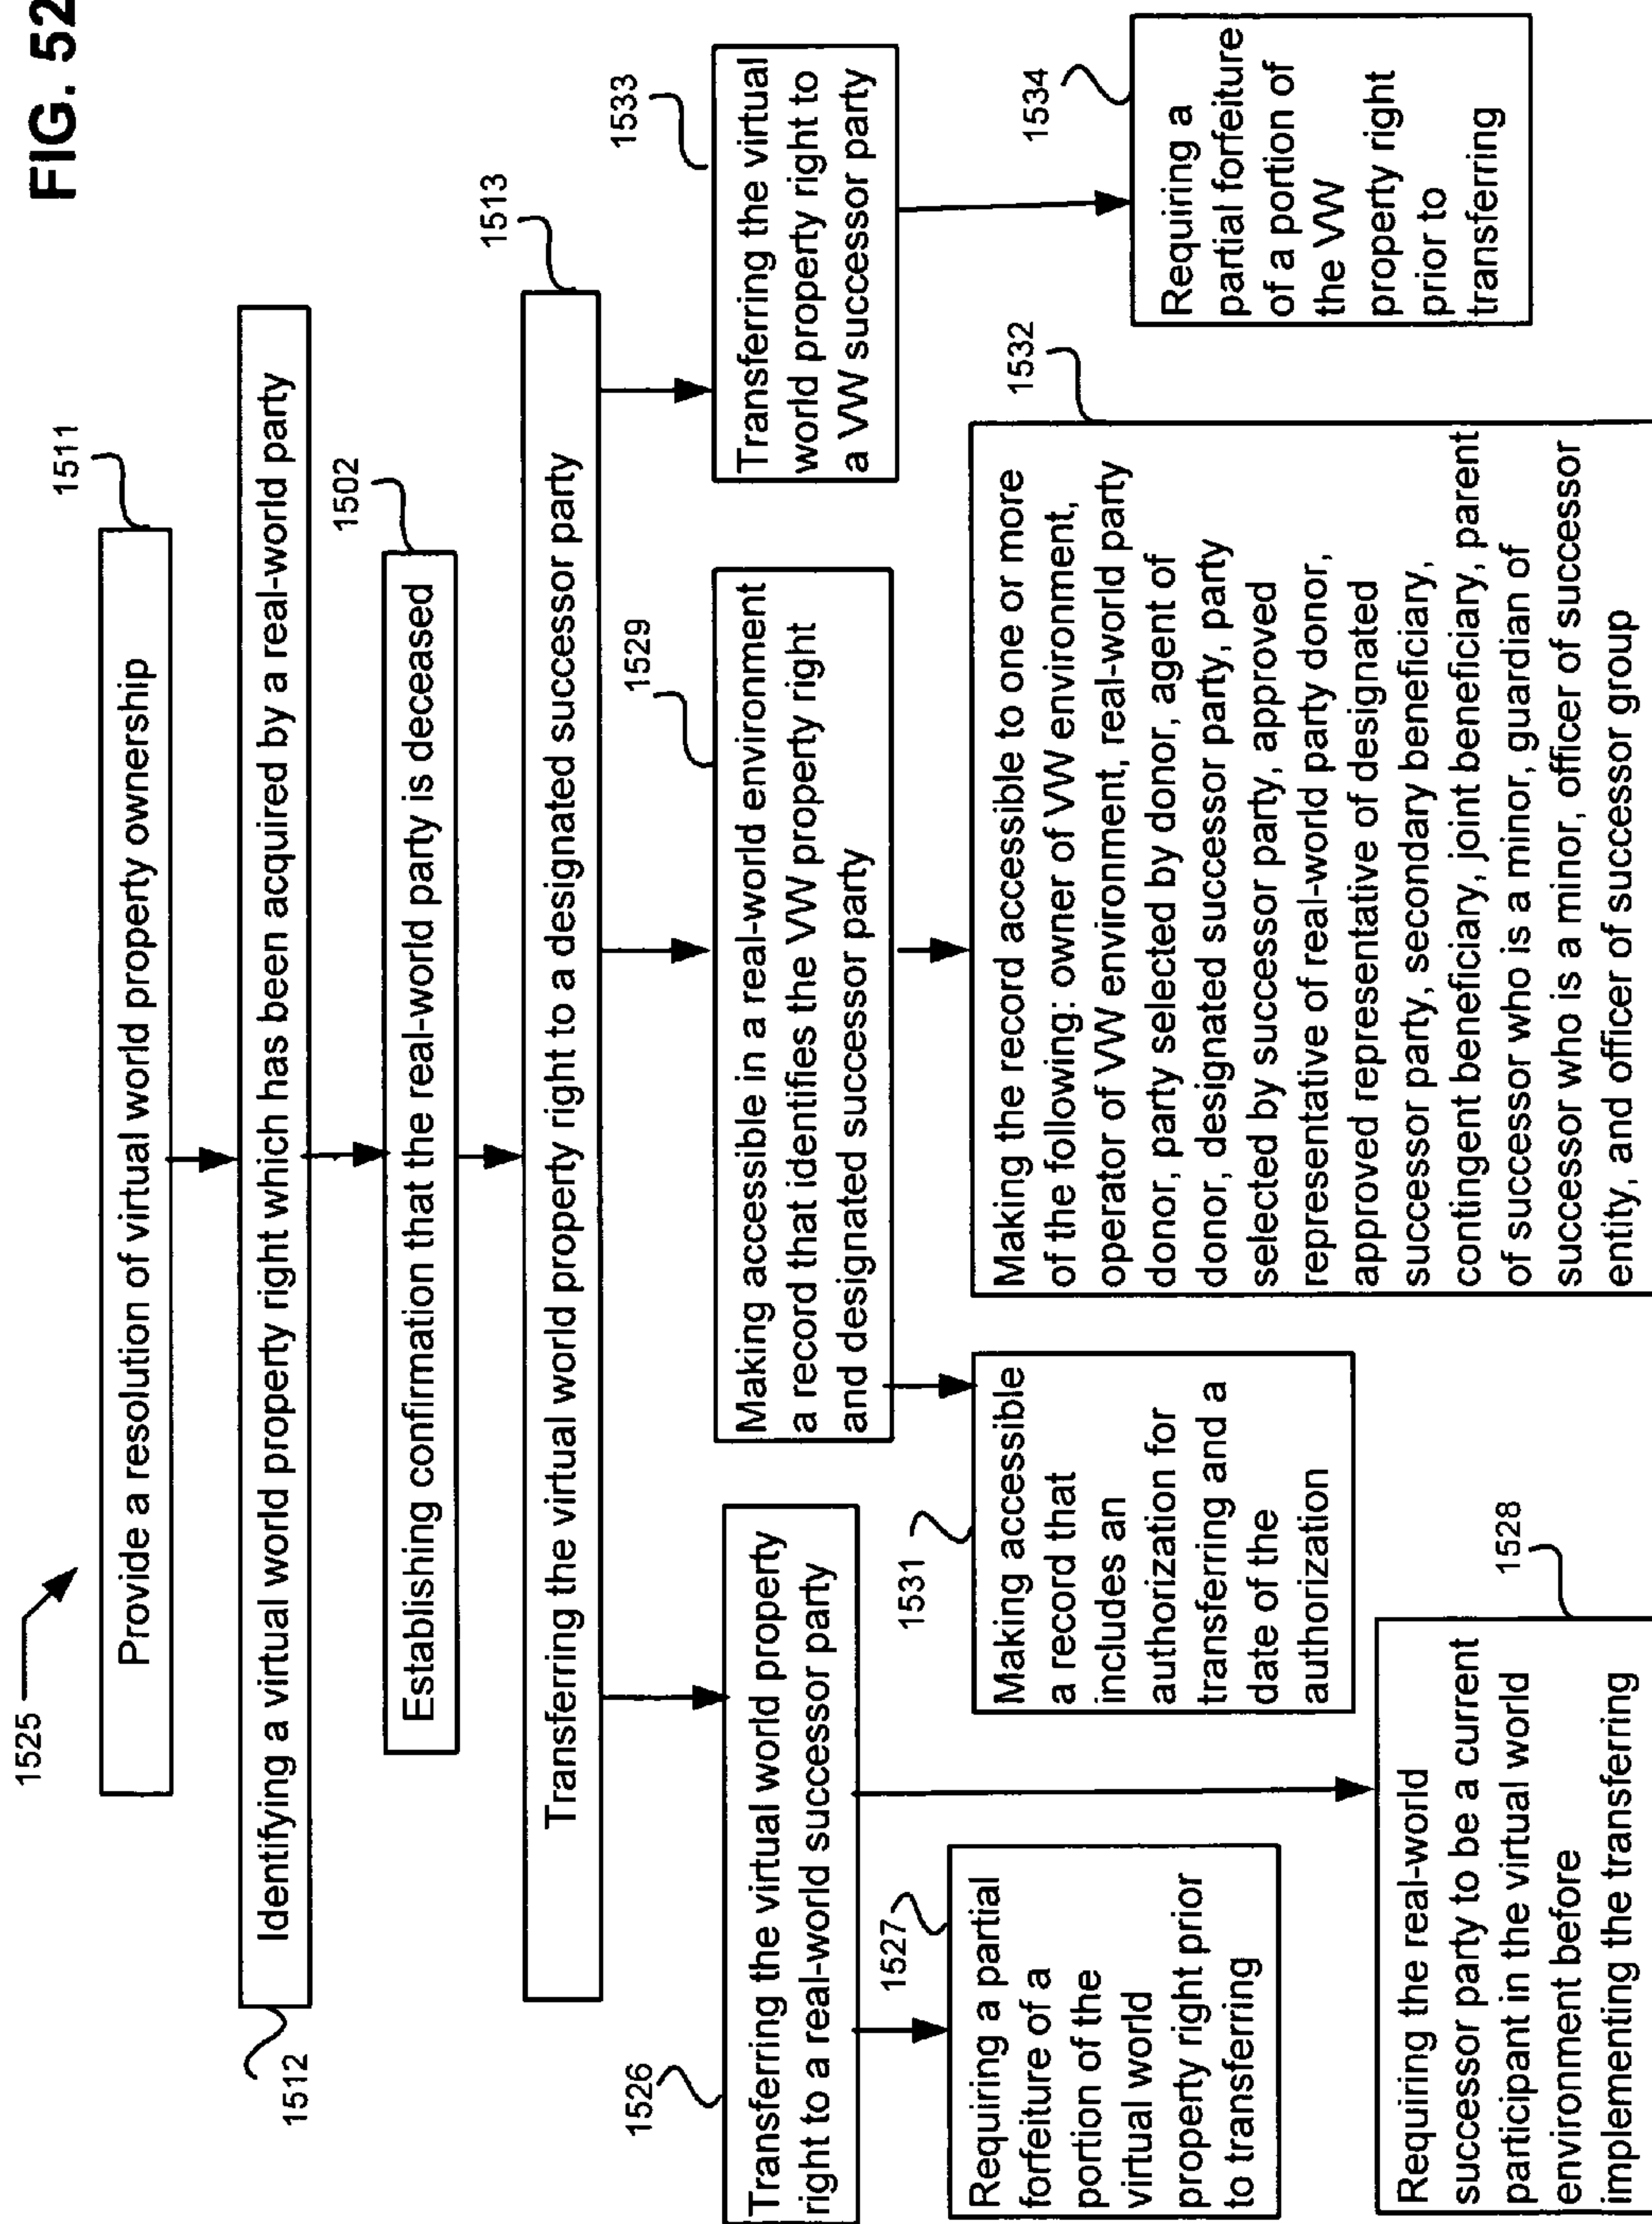 FIG. 52
1525
1511
Provide a resolution of virtual world property ownership
1512
Identifying a virtual world property right which has been acquired by a real-world party
1502
Establishing confirmation that the real-world party is deceased
1513
Transferring the virtual world property right to a designated successor party
1526
Transferring the virtual world property
right to a real-world successor party
1529
Making accessible in a real-world environment
a record that identifies the VW property right
and designated successor party
1533
Transferring the virtual
world property right to
a VW successor party
1527
Requiring a partial
forfeiture of a
portion of the
virtual world
property right prior
to transferring
1531
Making accessible
a record that
includes an
authorization for
transferring and a
date of the
authorization
1532
Making the record accessible to one or more
of the following: owner of VW environment,
operator of VW environment, real-world party
donor, party selected by donor, agent of
donor, designated successor party, party
selected by successor party, approved
representative of real-world party donor,
approved representative of designated
successor party, secondary beneficiary,
contingent beneficiary, joint beneficiary, parent
of successor who is a minor, guardian of
successor who is a minor, officer of successor
entity, and officer of successor group
1534
Requiring a
partial forfeiture
of a portion of
the VW
property right
prior to
transferring
1528
Requiring the real-world
successor party to be a current
participant in the virtual world
environment before
implementing the transferring